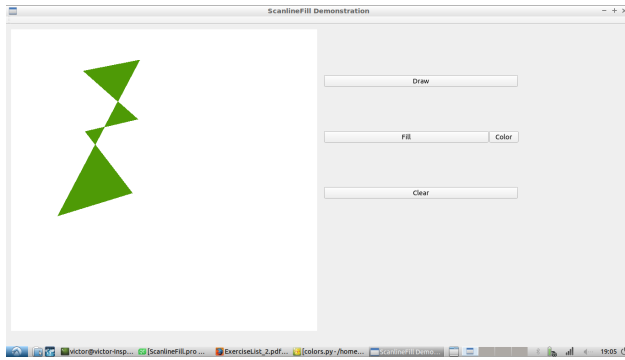 ScanlineFill Demonstration
Draw
Fill Color
Clear
victor@victor-insp... [ScanlineFill.pro ... ExerciseList_2.pdf... [colors.py - /home... ScanlineFill Demo... 19:05